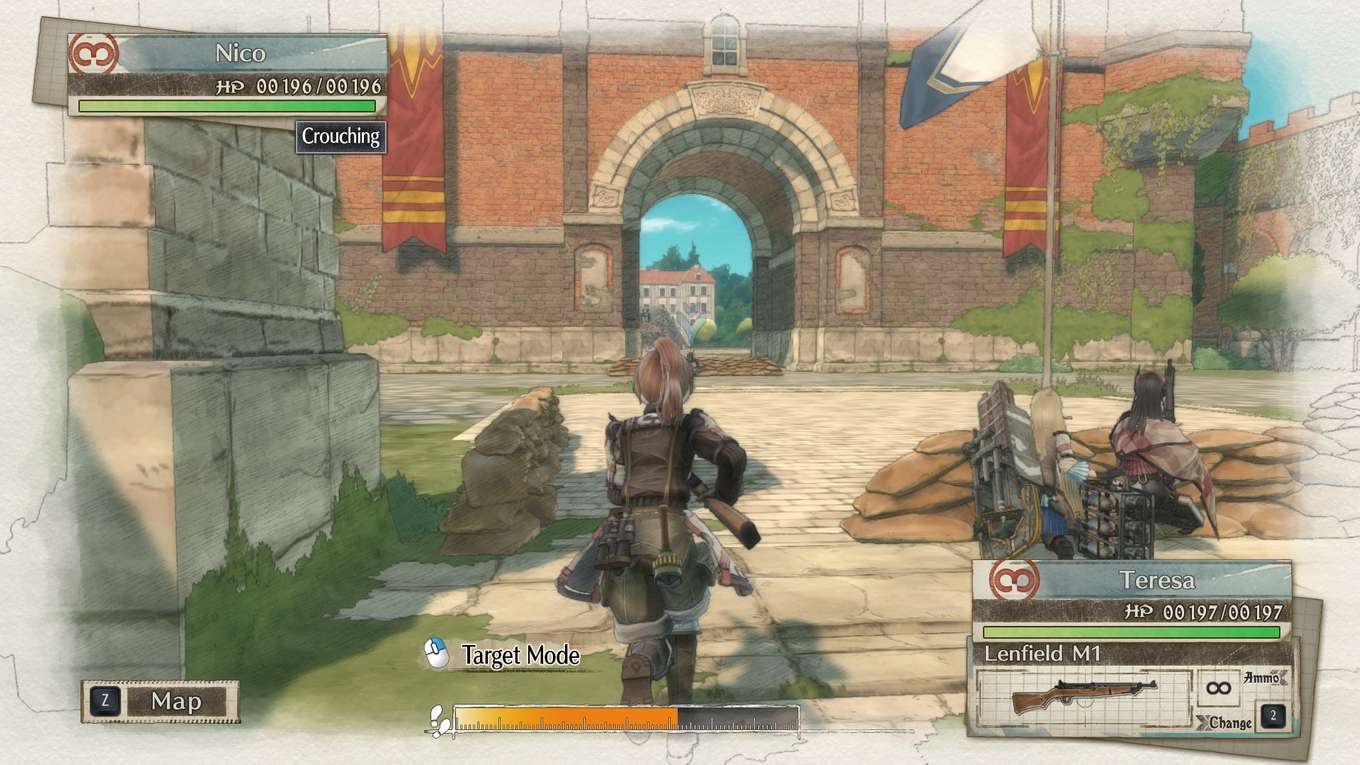 Nico
HP 00196/00196
Crouching
Target Mode
Z Map
Teresa
HP 00197/00197
Lenfield M1
∞ Ammo
Change 2